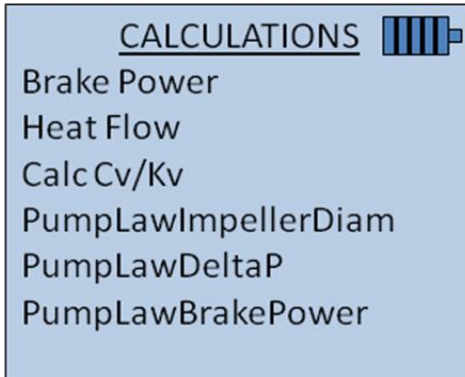 CALCULATIONS
Brake Power
Heat Flow
Calc Cv/Kv
PumpLawImpellerDiam
PumpLawDeltaP
PumpLawBrakePower